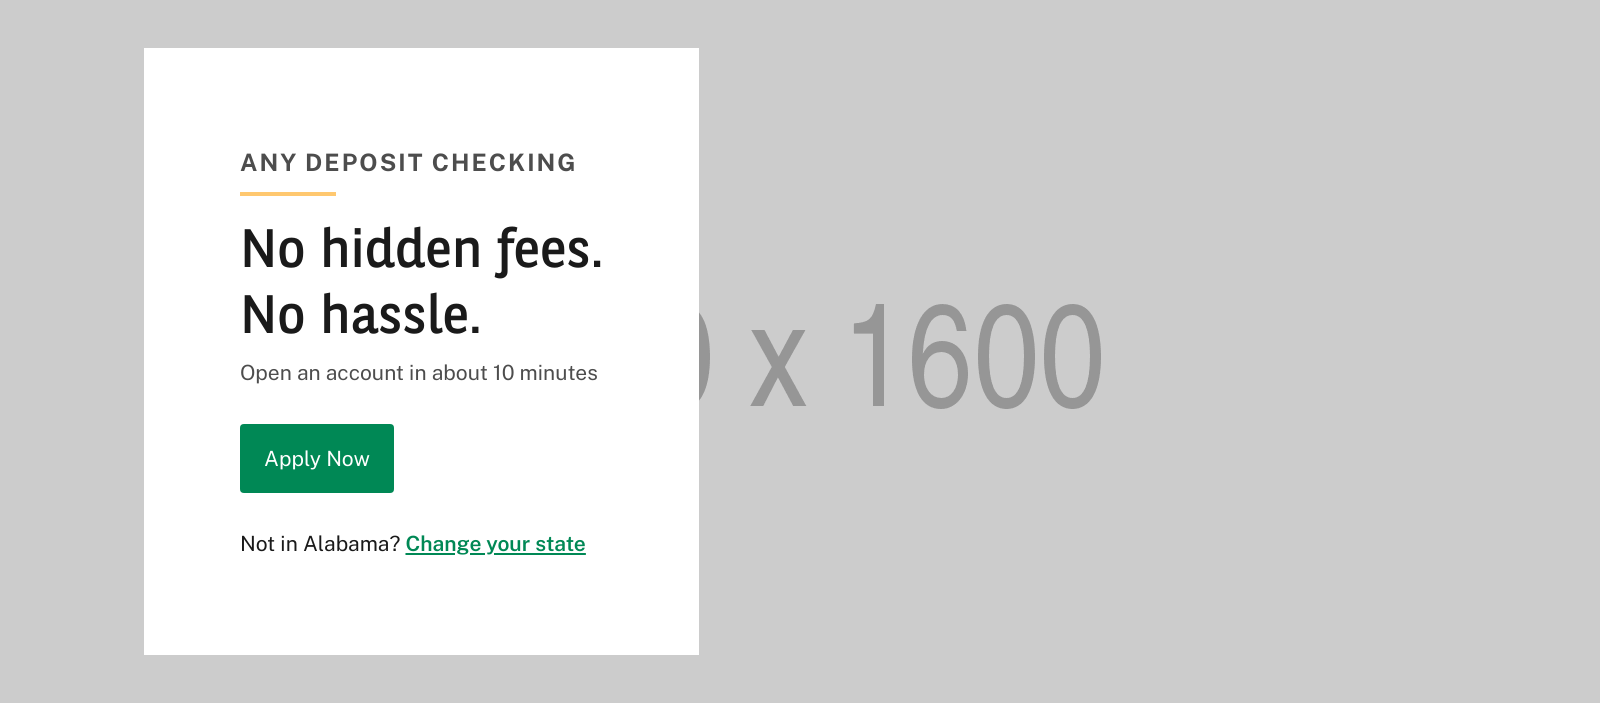 ANY DEPOSIT CHECKING
No hidden fees.
No hassle.
Open an account in about 10 minutes
Apply Now
Not in Alabama? Change your state
x 1600